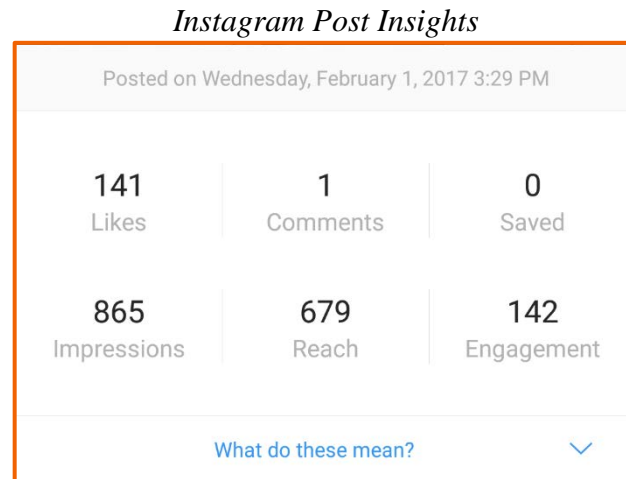 Instagram Post Insights
Posted on Wednesday, February 1, 2017 3:29 PM
141 1 0
Likes Comments Saved
865 679 142
Impressions Reach Engagement
What do these mean?